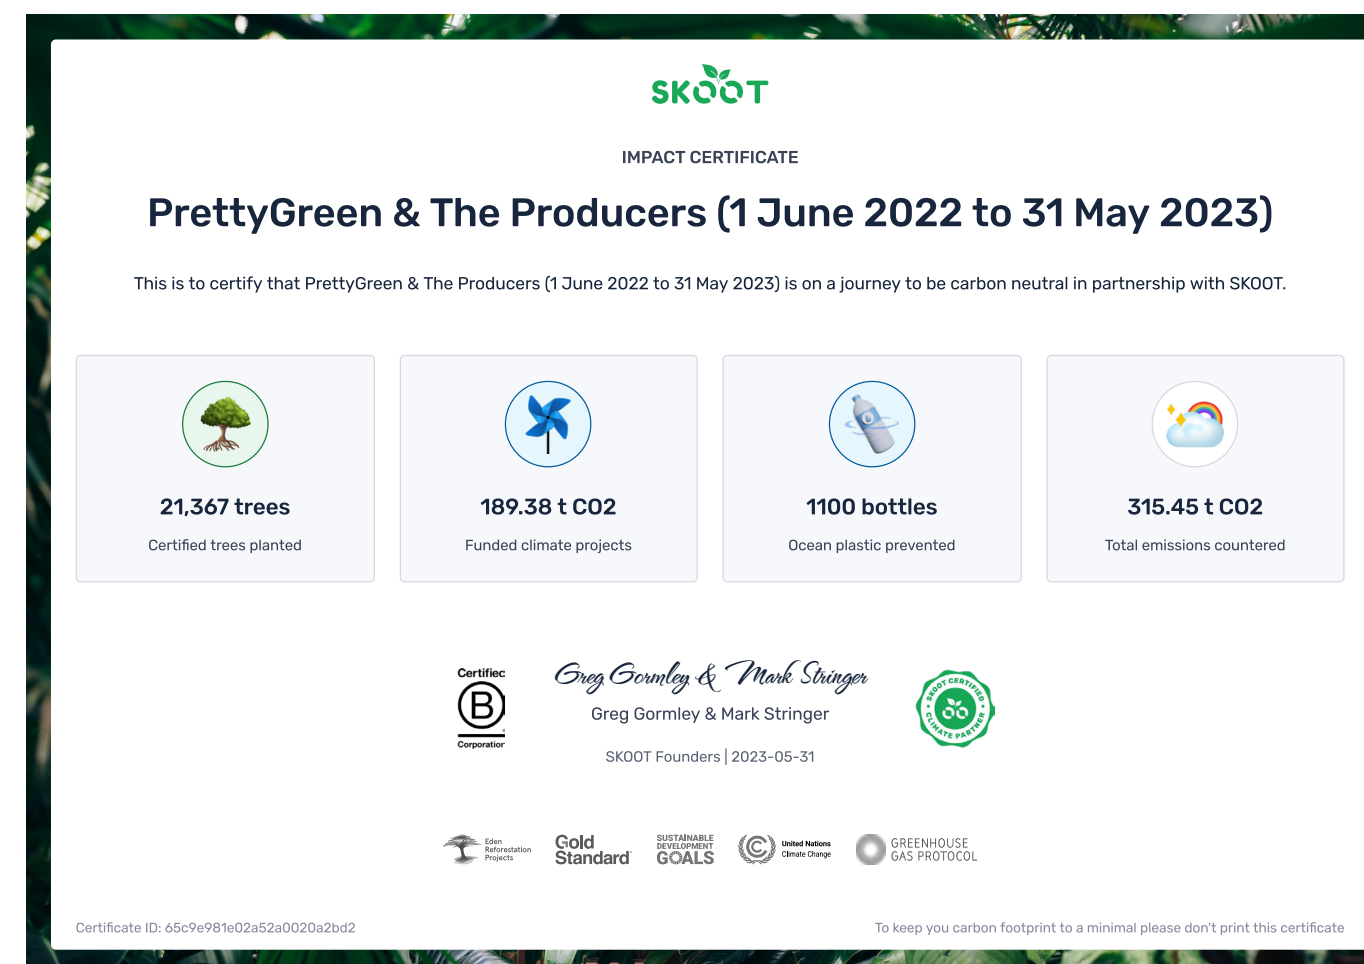 SKOOT
IMPACT CERTIFICATE
PrettyGreen & The Producers (1 June 2022 to 31 May 2023)
This is to certify that PrettyGreen & The Producers (1 June 2022 to 31 May 2023) is on a journey to be carbon neutral in partnership with SKOOT.
21,367 trees
Certified trees planted
189.38 t CO2
Funded climate projects
1100 bottles
Ocean plastic prevented
315.45 t CO2
Total emissions countered
Certified
B
Corporation
Greg Gormley & Mark Stringer
Greg Gormley & Mark Stringer
SKOOT Founders | 2023-05-31
SKOOT CERTIFIED
CLIMATE PARTNER
Eden
Reforestation
Projects
Gold
Standard
SUSTAINABLE
DEVELOPMENT
GOALS
United Nations
Climate Change
GREENHOUSE
GAS PROTOCOL
Certificate ID: 65c9e981e02a52a0020a2bd2
To keep you carbon footprint to a minimal please don't print this certificate